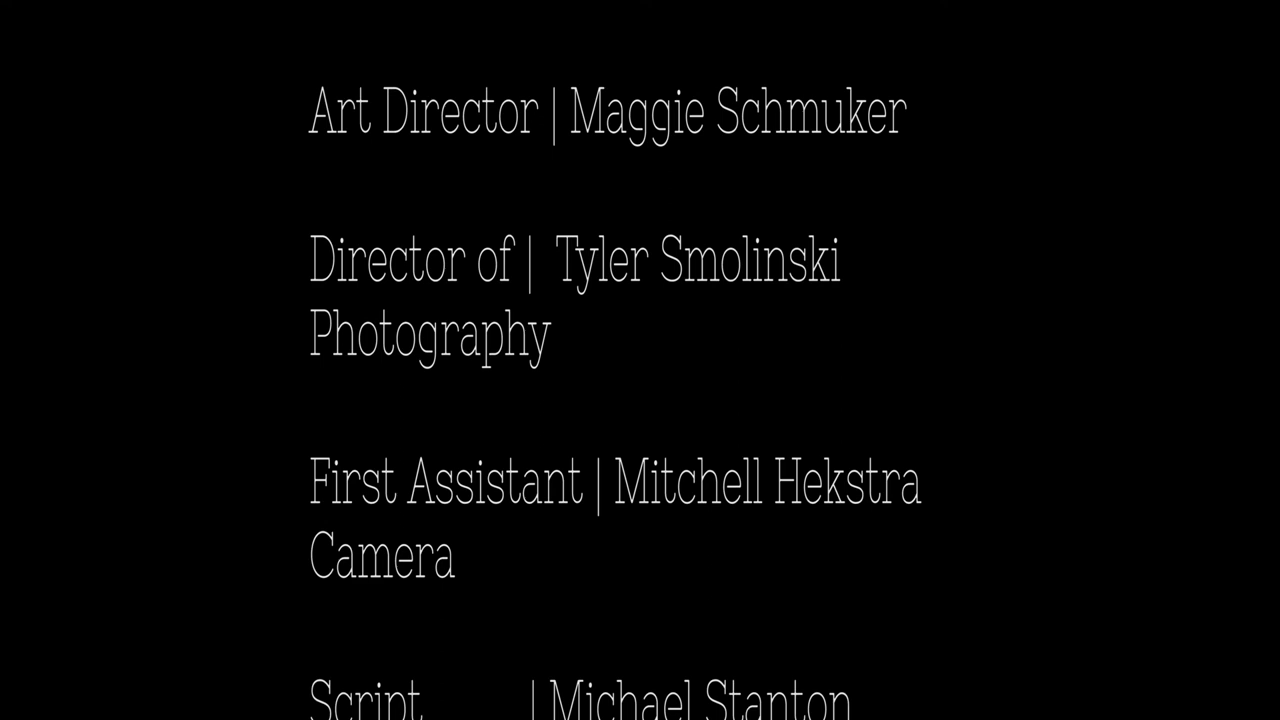 Art Director | Maggie Schmuker
Director of | Tyler Smolinski
Photography
First Assistant | Mitchell Hekstra
Camera
Script | Michael Stanton